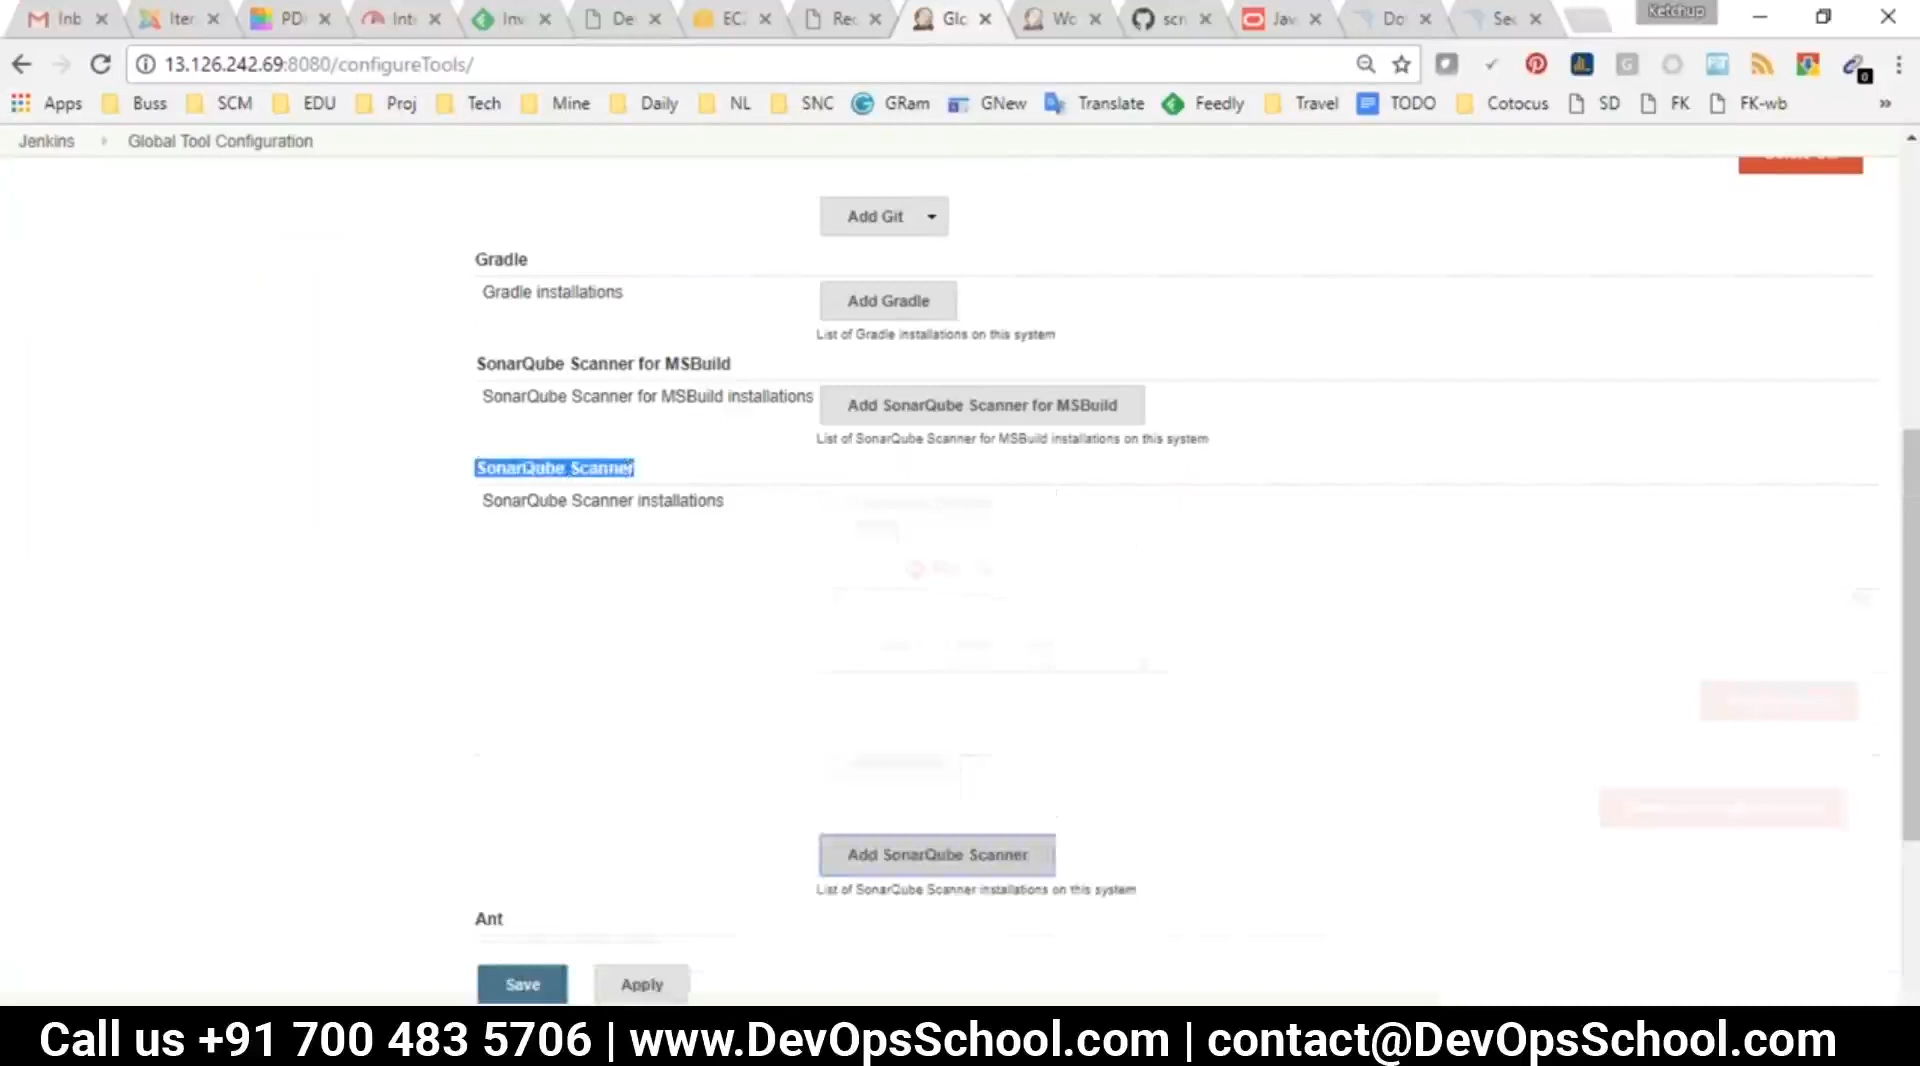 Inb
Iter
PD
Int
Inv
De
EC
Rec
Glo
Wo
scr
Jav
Do
Sec
Ketchup
13.126.242.69:8080/configureTools/
0
Apps
Buss
SCM
EDU
Proj
Tech
Mine
Daily
NL
SNC
GRam
GNew
Translate
Feedly
Travel
TODO
Cotocus
SD
FK
FK-wb
»
Jenkins
Global Tool Configuration
Add Git
Gradle
Gradle installations
Add Gradle
List of Gradle installations on this system
SonarQube Scanner for MSBuild
SonarQube Scanner for MSBuild installations
Add SonarQube Scanner for MSBuild
List of SonarQube Scanner for MSBuild installations on this system
SonarQube Scanner
SonarQube Scanner installations
Add SonarQube Scanner
List of SonarQube Scanner installations on this system
Ant
Save
Apply
Call us +91 700 483 5706 | www.DevOpsSchool.com | contact@DevOpsSchool.com